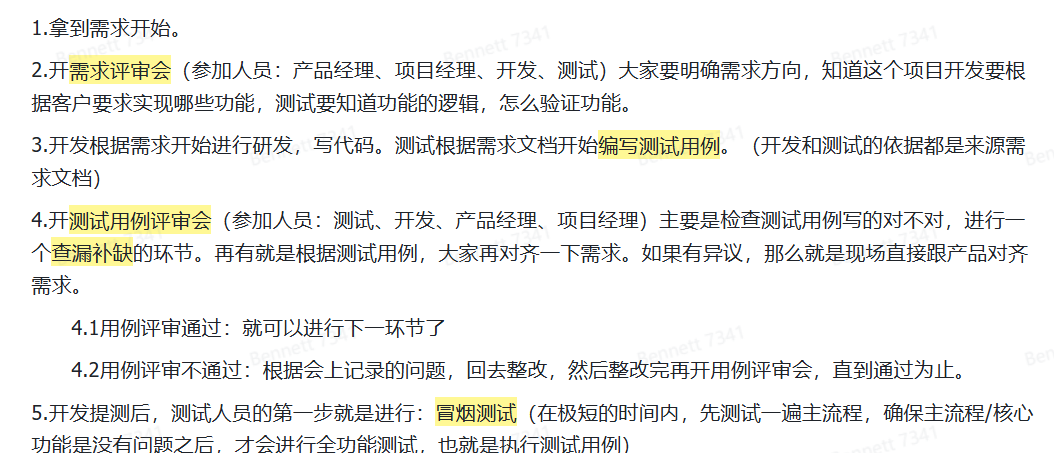 1.拿到需求开始。
2.开需求评审会（参加人员：产品经理、项目经理、开发、测试）大家要明确需求方向，知道这个项目开发要根
据客户要求实现哪些功能，测试要知道功能的逻辑，怎么验证功能。
3.开发根据需求开始进行研发，写代码。测试根据需求文档开始编写测试用例。（开发和测试的依据都是来源需
求文档）
4.开测试用例评审会（参加人员：测试、开发、产品经理、项目经理）主要是检查测试用例写的对不对，进行一
个查漏补缺的环节。再有就是根据测试用例，大家再对齐一下需求。如果有异议，那么就是现场直接跟产品对齐
需求。
4.1用例评审通过：就可以进行下一环节了
4.2用例评审不通过：根据会上记录的问题，回去整改，然后整改完再开用例评审会，直到通过为止。
5.开发提测后，测试人员的第一步就是进行：冒烟测试（在极短的时间内，先测试一遍主流程，确保主流程/核心
功能是没有问题之后，才会进行全功能测试，也就是执行测试用例）
Bennett 7341
Bennett 7341
Bennett 7341
Bennett 7341
Bennett 7341